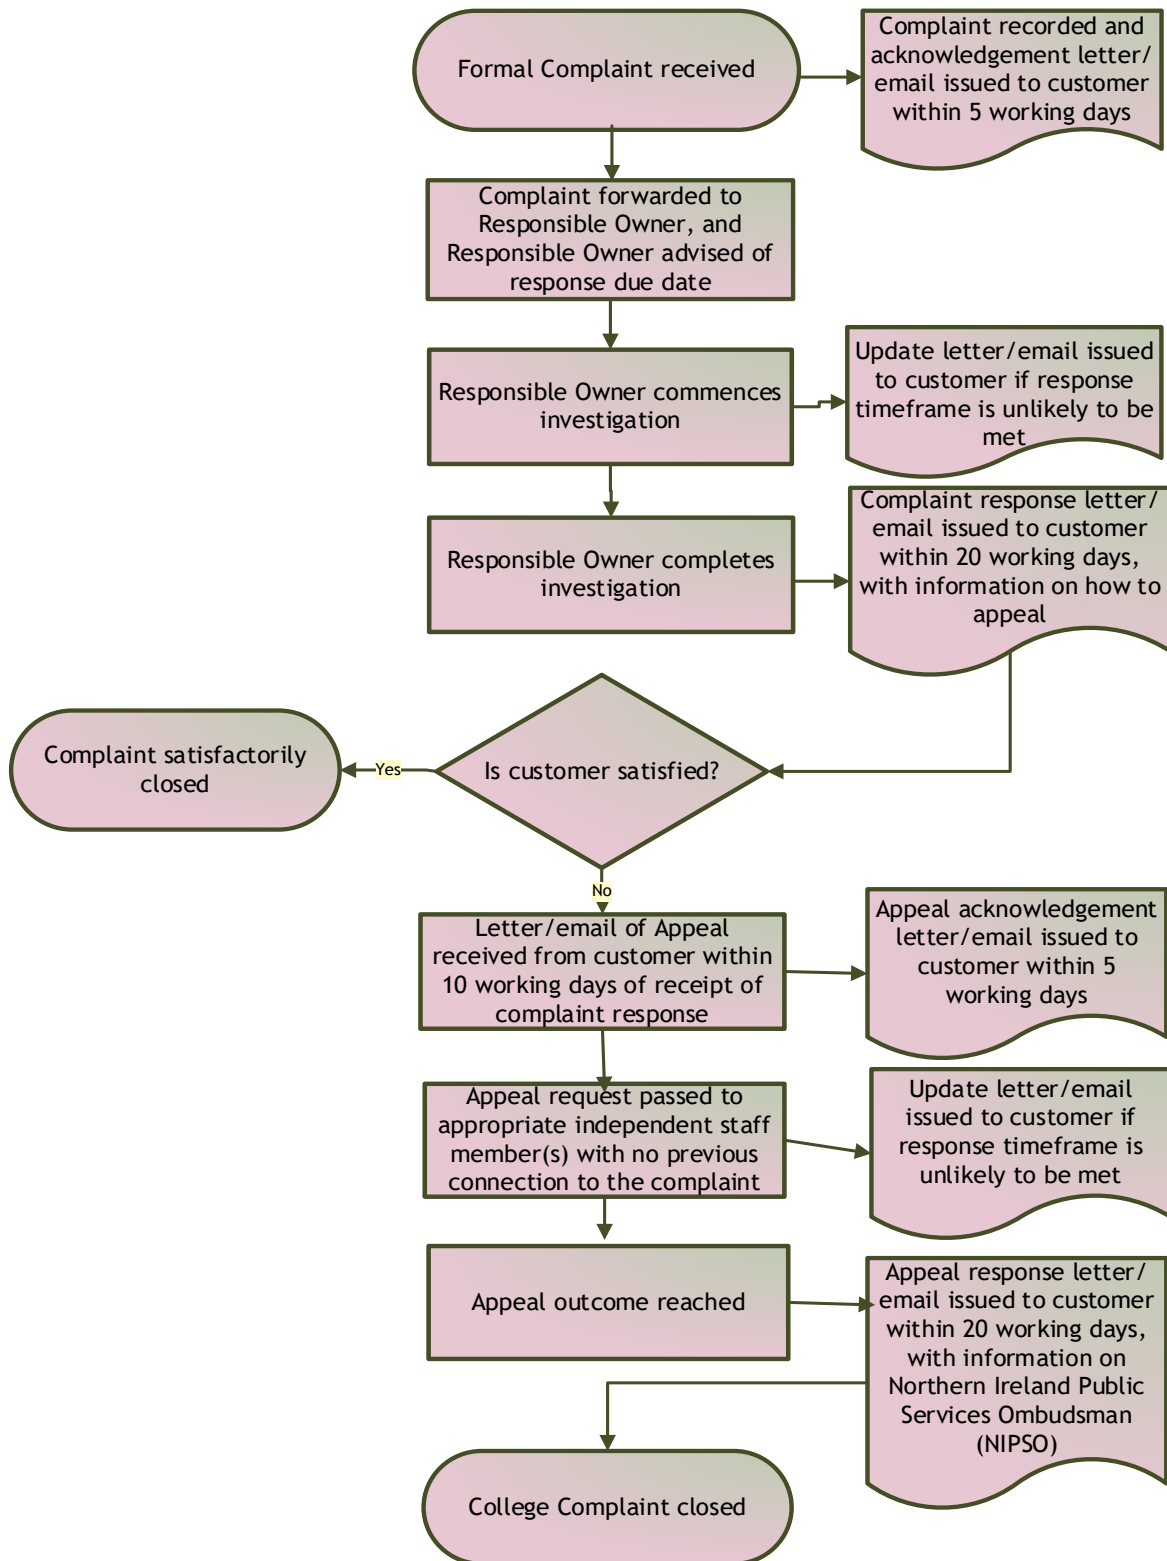 Formal Complaint received
Complaint recorded and
acknowledgement letter/
email issued to customer
within 5 working days
Complaint forwarded to
Responsible Owner, and
Responsible Owner advised of
response due date
Responsible Owner commences
investigation
Update letter/email issued
to customer if response
timeframe is unlikely to be
met
Responsible Owner completes
investigation
Complaint response letter/
email issued to customer
within 20 working days,
with information on how to
appeal
Is customer satisfied?
Yes
Complaint satisfactorily
closed
No
Letter/email of Appeal
received from customer within
10 working days of receipt of
complaint response
Appeal acknowledgement
letter/email issued to
customer within 5
working days
Appeal request passed to
appropriate independent staff
member(s) with no previous
connection to the complaint
Update letter/email
issued to customer if
response timeframe is
unlikely to be met
Appeal outcome reached
Appeal response letter/
email issued to customer
within 20 working days,
with information on
Northern Ireland Public
Services Ombudsman
(NIPSO)
College Complaint closed